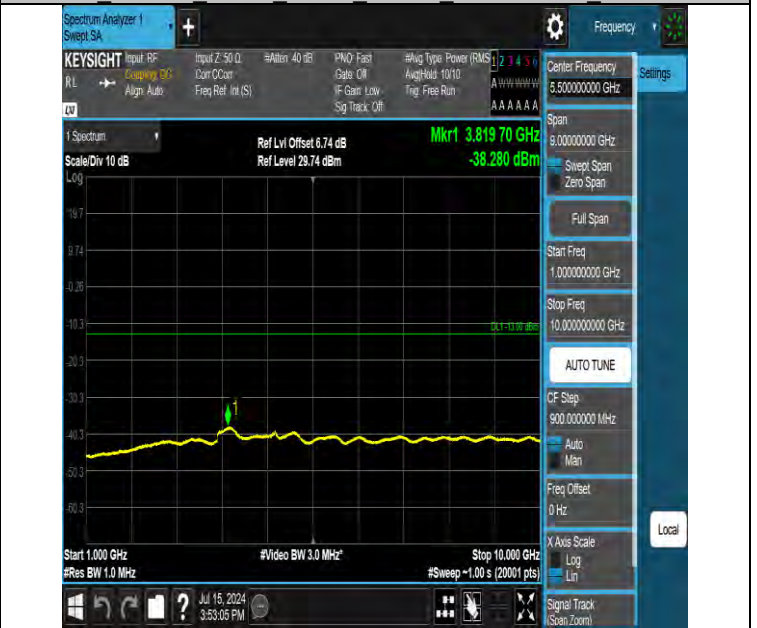 Spectrum Analyzer 1
Swept SA
+
Frequency
KEYSIGHT
RL
Input: RF
Coupling: DC
Align: Auto
Input Z: 50 Ω
Corr CCorr
Freq Ref: Int (S)
#Atten: 40 dB
PNO: Fast
Gate: Off
IF Gain: Low
Sig Track: Off
#Avg Type: Power (RMS
Avg|Hold: 10/10
Trig: Free Run
1 2 3 4 5 6
A W W W W W
A A A A A A
1 Spectrum
Scale/Div 10 dB
Log
Ref Lvl Offset 6.74 dB
Ref Level 29.74 dBm
Mkr1 3.819 70 GHz
-38.280 dBm
19.7
9.74
-0.26
-10.3
-20.3
-30.3
-40.3
-50.3
-60.3
DL1 -13.00 dBm
1
Start 1.000 GHz
#Res BW 1.0 MHz
#Video BW 3.0 MHz*
Stop 10.000 GHz
#Sweep ~1.00 s (20001 pts)
?
Jul 15, 2024
3:53:05 PM
Center Frequency
5.500000000 GHz
Settings
Span
9.00000000 GHz
Swept Span
Zero Span
Full Span
Start Freq
1.000000000 GHz
Stop Freq
10.000000000 GHz
AUTO TUNE
CF Step
900.000000 MHz
Auto
Man
Freq Offset
0 Hz
X Axis Scale
Log
Lin
Signal Track
(Span Zoom)
Local